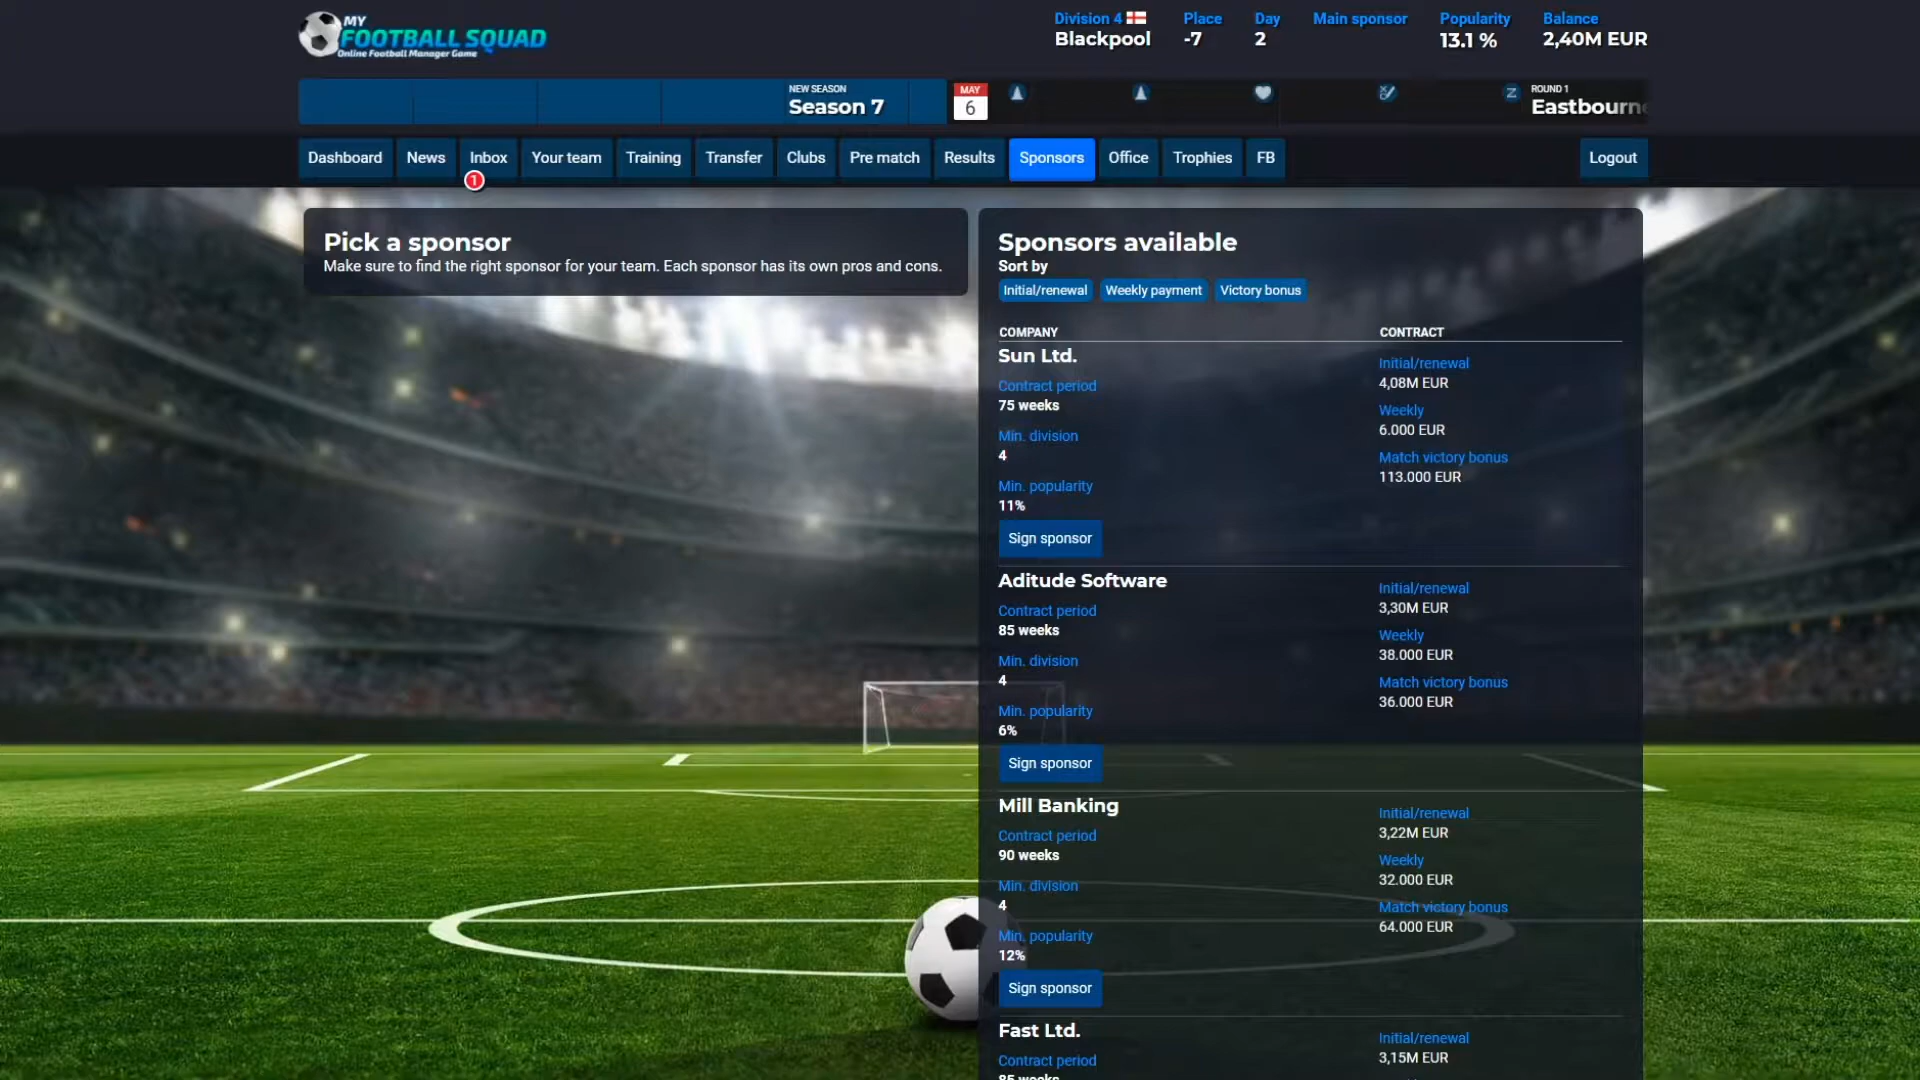 MY
FOOTBALL SQUAD
Online Football Manager Game
Division 4
Blackpool
Place
-7
Day
2
Main sponsor
Popularity
13.1 %
Balance
2,40M EUR
NEW SEASON
Season 7
MAY
6
ROUND 1
Eastbourne
Dashboard
News
Inbox
1
Your team
Training
Transfer
Clubs
Pre match
Results
Sponsors
Office
Trophies
FB
Logout
Pick a sponsor
Make sure to find the right sponsor for your team. Each sponsor has its own pros and cons.
Sponsors available
Sort by
Initial/renewal
Weekly payment
Victory bonus
COMPANY
CONTRACT
Sun Ltd.
Contract period
75 weeks
Min. division
4
Min. popularity
11%
Sign sponsor
Initial/renewal
4,08M EUR
Weekly
6.000 EUR
Match victory bonus
113.000 EUR
Aditude Software
Contract period
85 weeks
Min. division
4
Min. popularity
6%
Sign sponsor
Initial/renewal
3,30M EUR
Weekly
38.000 EUR
Match victory bonus
36.000 EUR
Mill Banking
Contract period
90 weeks
Min. division
4
Min. popularity
12%
Sign sponsor
Initial/renewal
3,22M EUR
Weekly
32.000 EUR
Match victory bonus
64.000 EUR
Fast Ltd.
Contract period
85 weeks
Initial/renewal
3,15M EUR